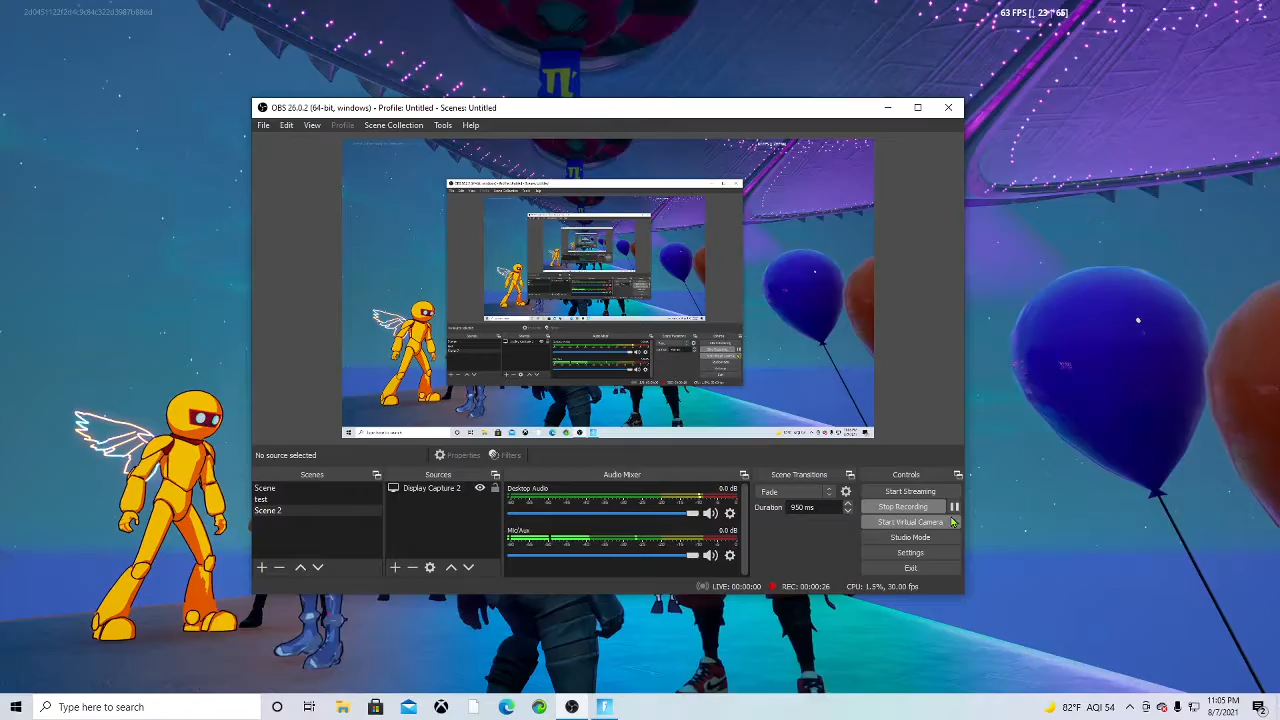 2d0451122f2d4c9c84c322d3987b88dd
63 FPS
OBS 26.0.2 (64-bit, windows) - Profile: Untitled - Scenes: Untitled
File Edit View Profile Scene Collection Tools Help
No source selected
Properties
Filters
Scenes
Scene
test
Scene 2
Sources
Display Capture 2
Audio Mixer
Desktop Audio
0.0 dB
Mic/Aux
0.0 dB
Scene Transitions
Fade
Duration 950 ms
Controls
Start Streaming
Stop Recording
Start Virtual Camera
Studio Mode
Settings
Exit
LIVE: 00:00:00 REC: 00:00:26 CPU: 1.5%, 30.00 fps
Type here to search
82°F AQI 54
11:05 PM
8/7/2021